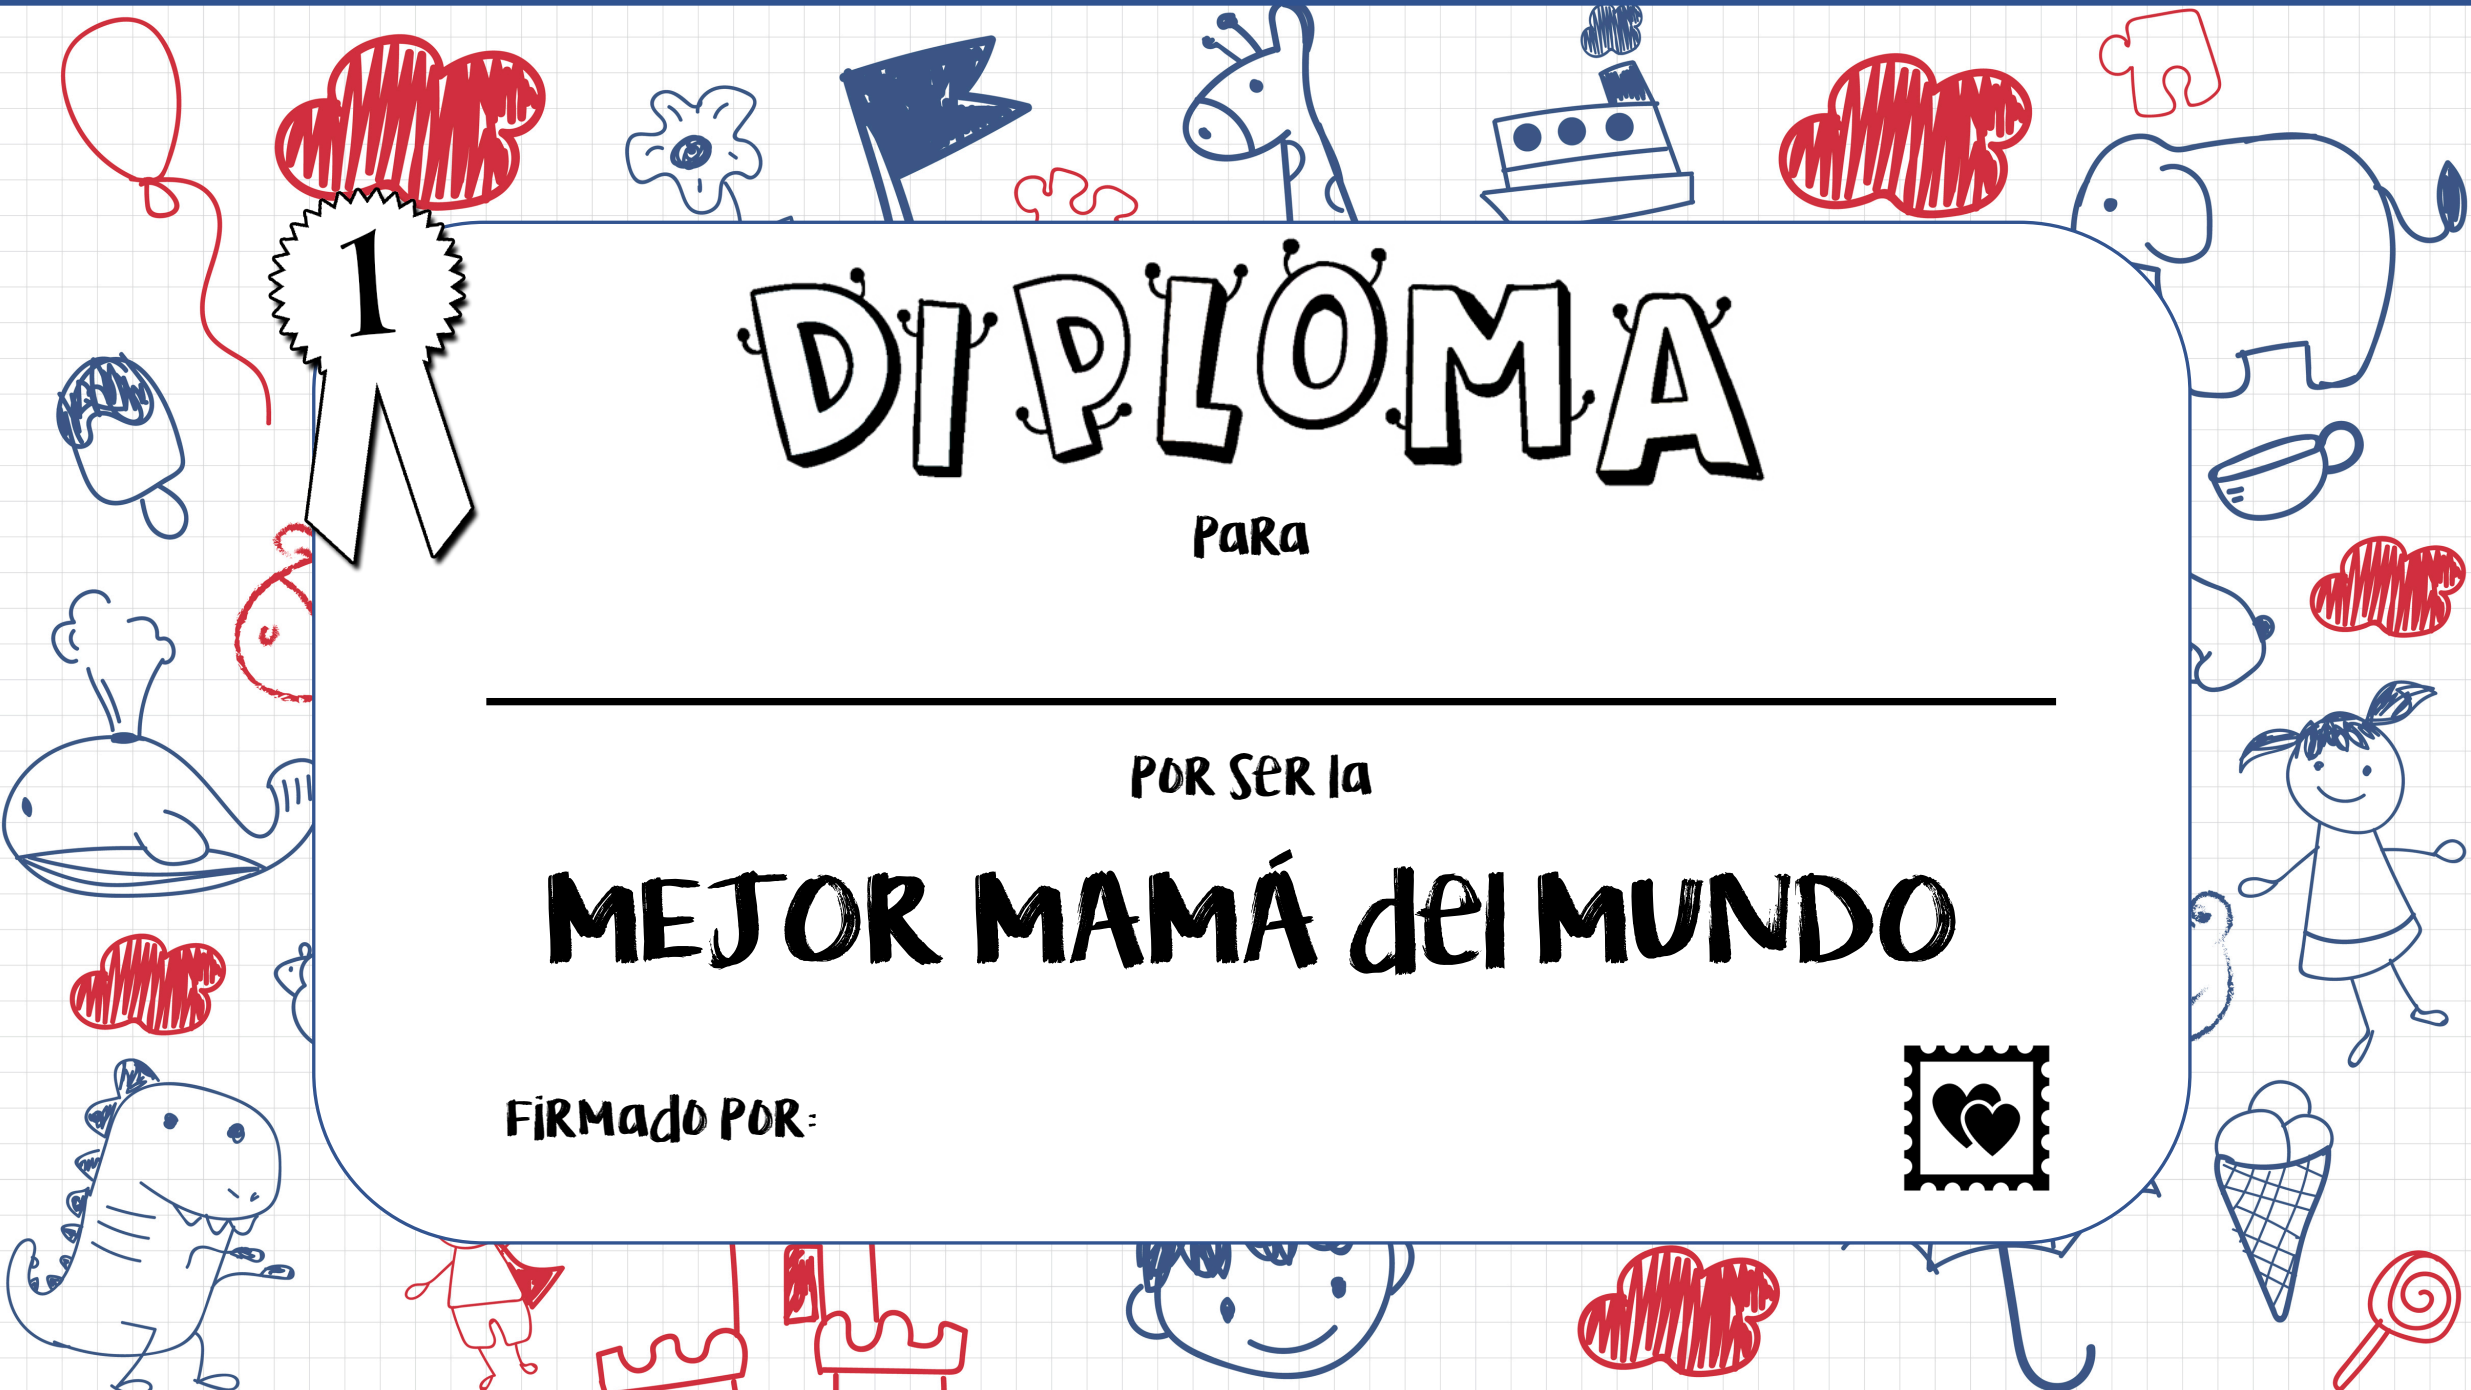 1
DIPLOMA
PaRa
POR SeR la
MEJOR MAMÁ del MUNDO
FiRMado POR: